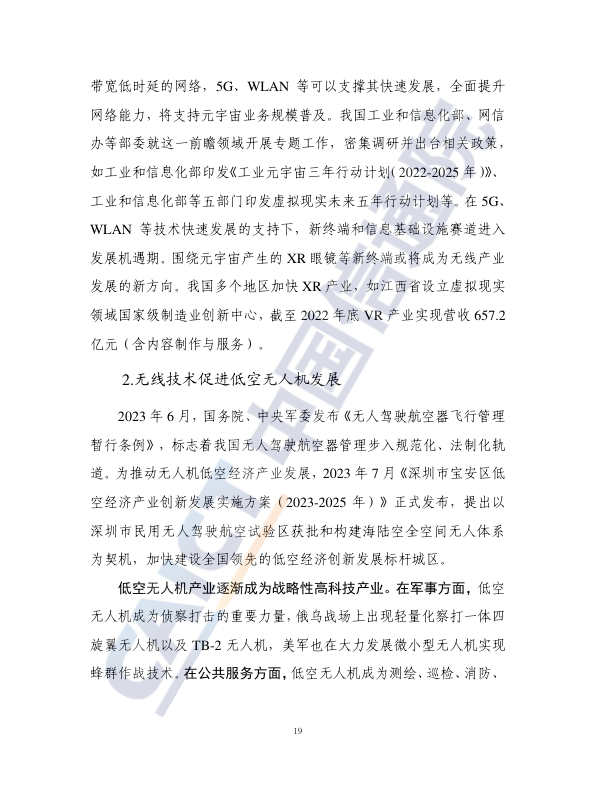 带宽低时延的网络，5G、WLAN 等可以支撑其快速发展，全面提升
网络能力，将支持元宇宙业务规模普及。我国工业和信息化部、网信
办等部委就这一前瞻领域开展专题工作，密集调研并出台相关政策，
如工业和信息化部印发《工业元宇宙三年行动计划（2022-2025 年）》、
工业和信息化部等五部门印发虚拟现实未来五年行动计划等。在 5G、
WLAN 等技术快速发展的支持下，新终端和信息基础设施赛道进入
发展机遇期。围绕元宇宙产生的 XR 眼镜等新终端或将成为无线产业
发展的新方向。我国多个地区加快 XR 产业，如江西省设立虚拟现实
领域国家级制造业创新中心，截至 2022 年底 VR 产业实现营收 657.2
亿元（含内容制作与服务）。
2.无线技术促进低空无人机发展
2023 年 6 月，国务院、中央军委发布《无人驾驶航空器飞行管理
暂行条例》，标志着我国无人驾驶航空器管理步入规范化、法制化轨
道。为推动无人机低空经济产业发展，2023 年 7 月《深圳市宝安区低
空经济产业创新发展实施方案（2023-2025 年）》正式发布，提出以
深圳市民用无人驾驶航空试验区获批和构建海陆空全空间无人体系
为契机，加快建设全国领先的低空经济创新发展标杆城区。
低空无人机产业逐渐成为战略性高科技产业。在军事方面，低空
无人机成为侦察打击的重要力量，俄乌战场上出现轻量化察打一体四
旋翼无人机以及 TB-2 无人机，美军也在大力发展微小型无人机实现
蜂群作战技术。在公共服务方面，低空无人机成为测绘、巡检、消防、
19
CAICT 中国信通院